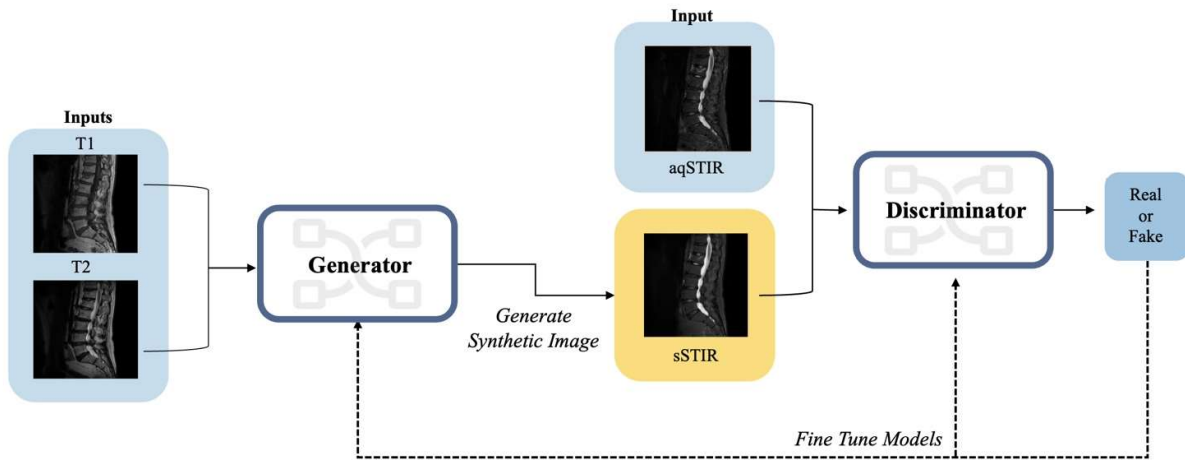 Inputs
T1
T2
Generator
Generate
Synthetic Image
Input
aqSTIR
sSTIR
Discriminator
Real
or
Fake
Fine Tune Models